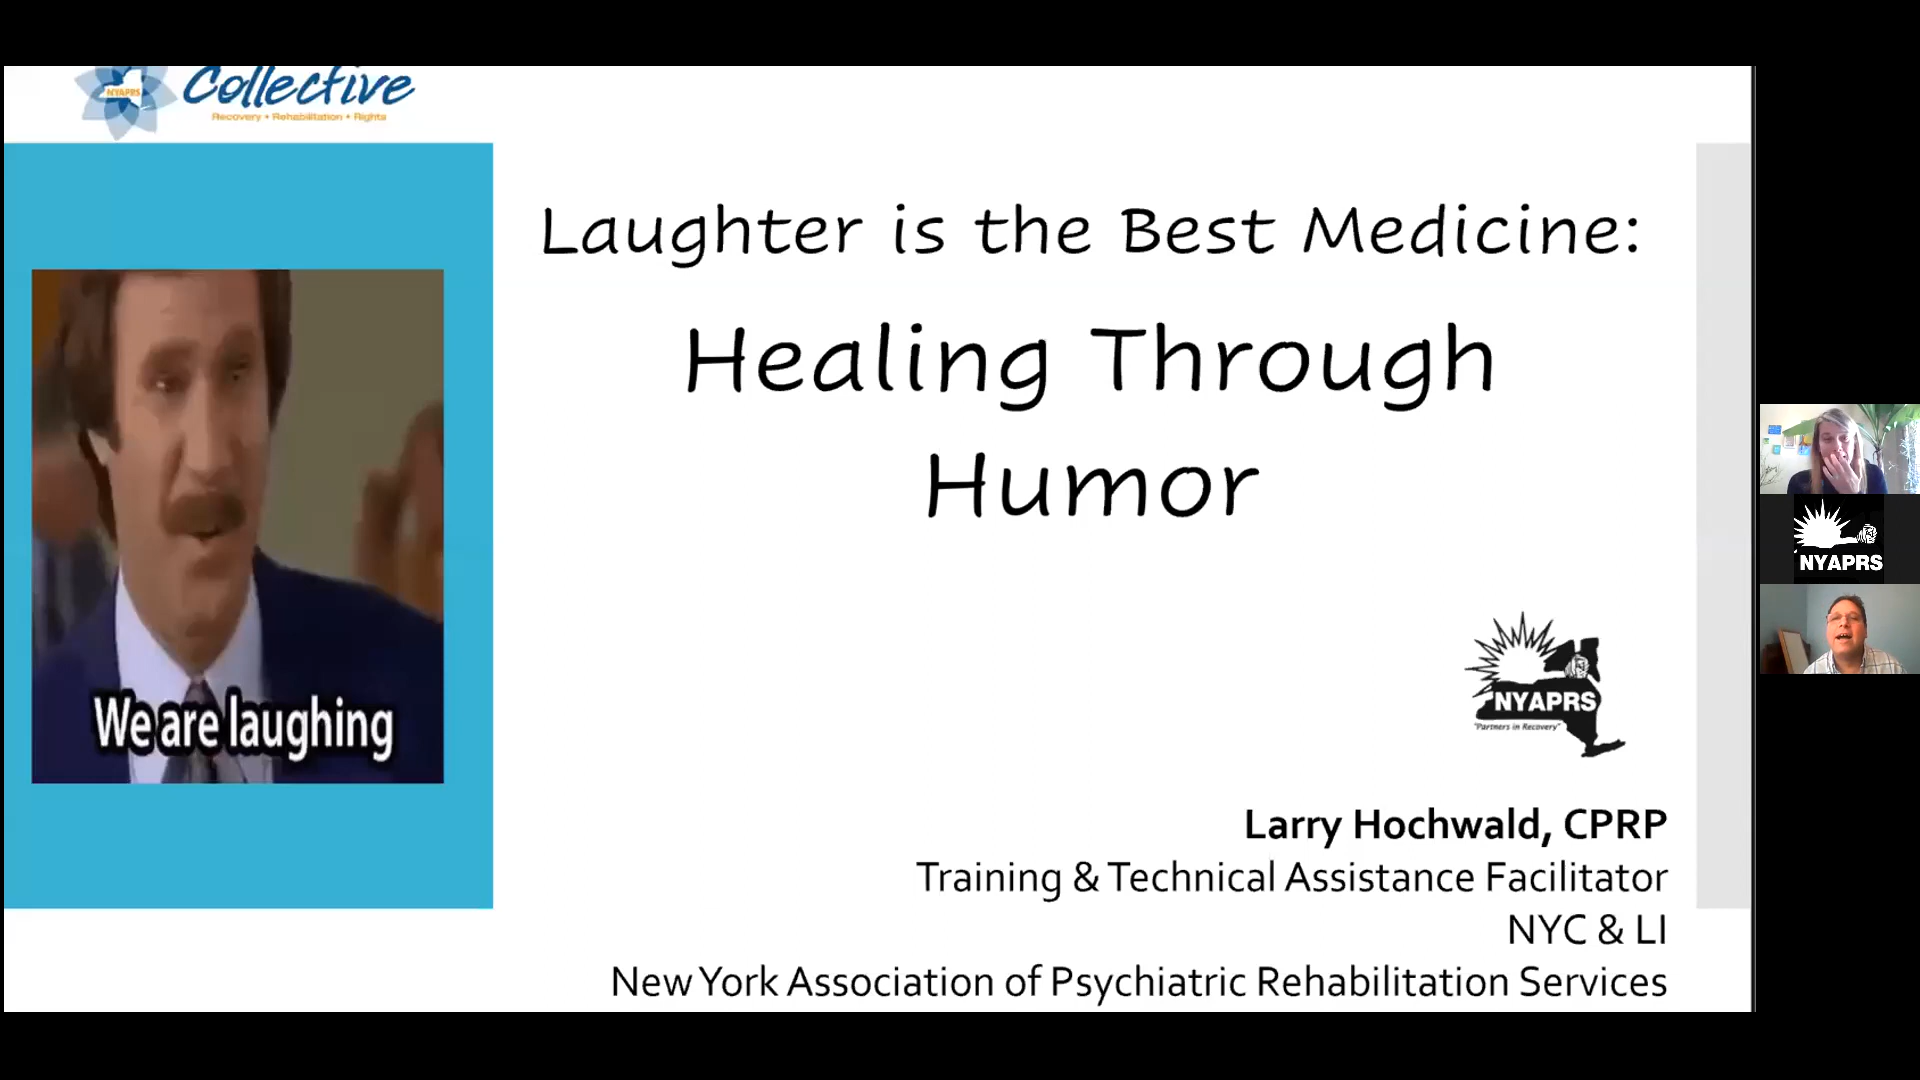 NYAPRS
Collective
Recovery • Rehabilitation • Rights
Laughter is the Best Medicine:
Healing Through
Humor
We are laughing
NYAPRS
"Partners in Recovery"
Larry Hochwald, CPRP
Training & Technical Assistance Facilitator
NYC & LI
New York Association of Psychiatric Rehabilitation Services
NYAPRS